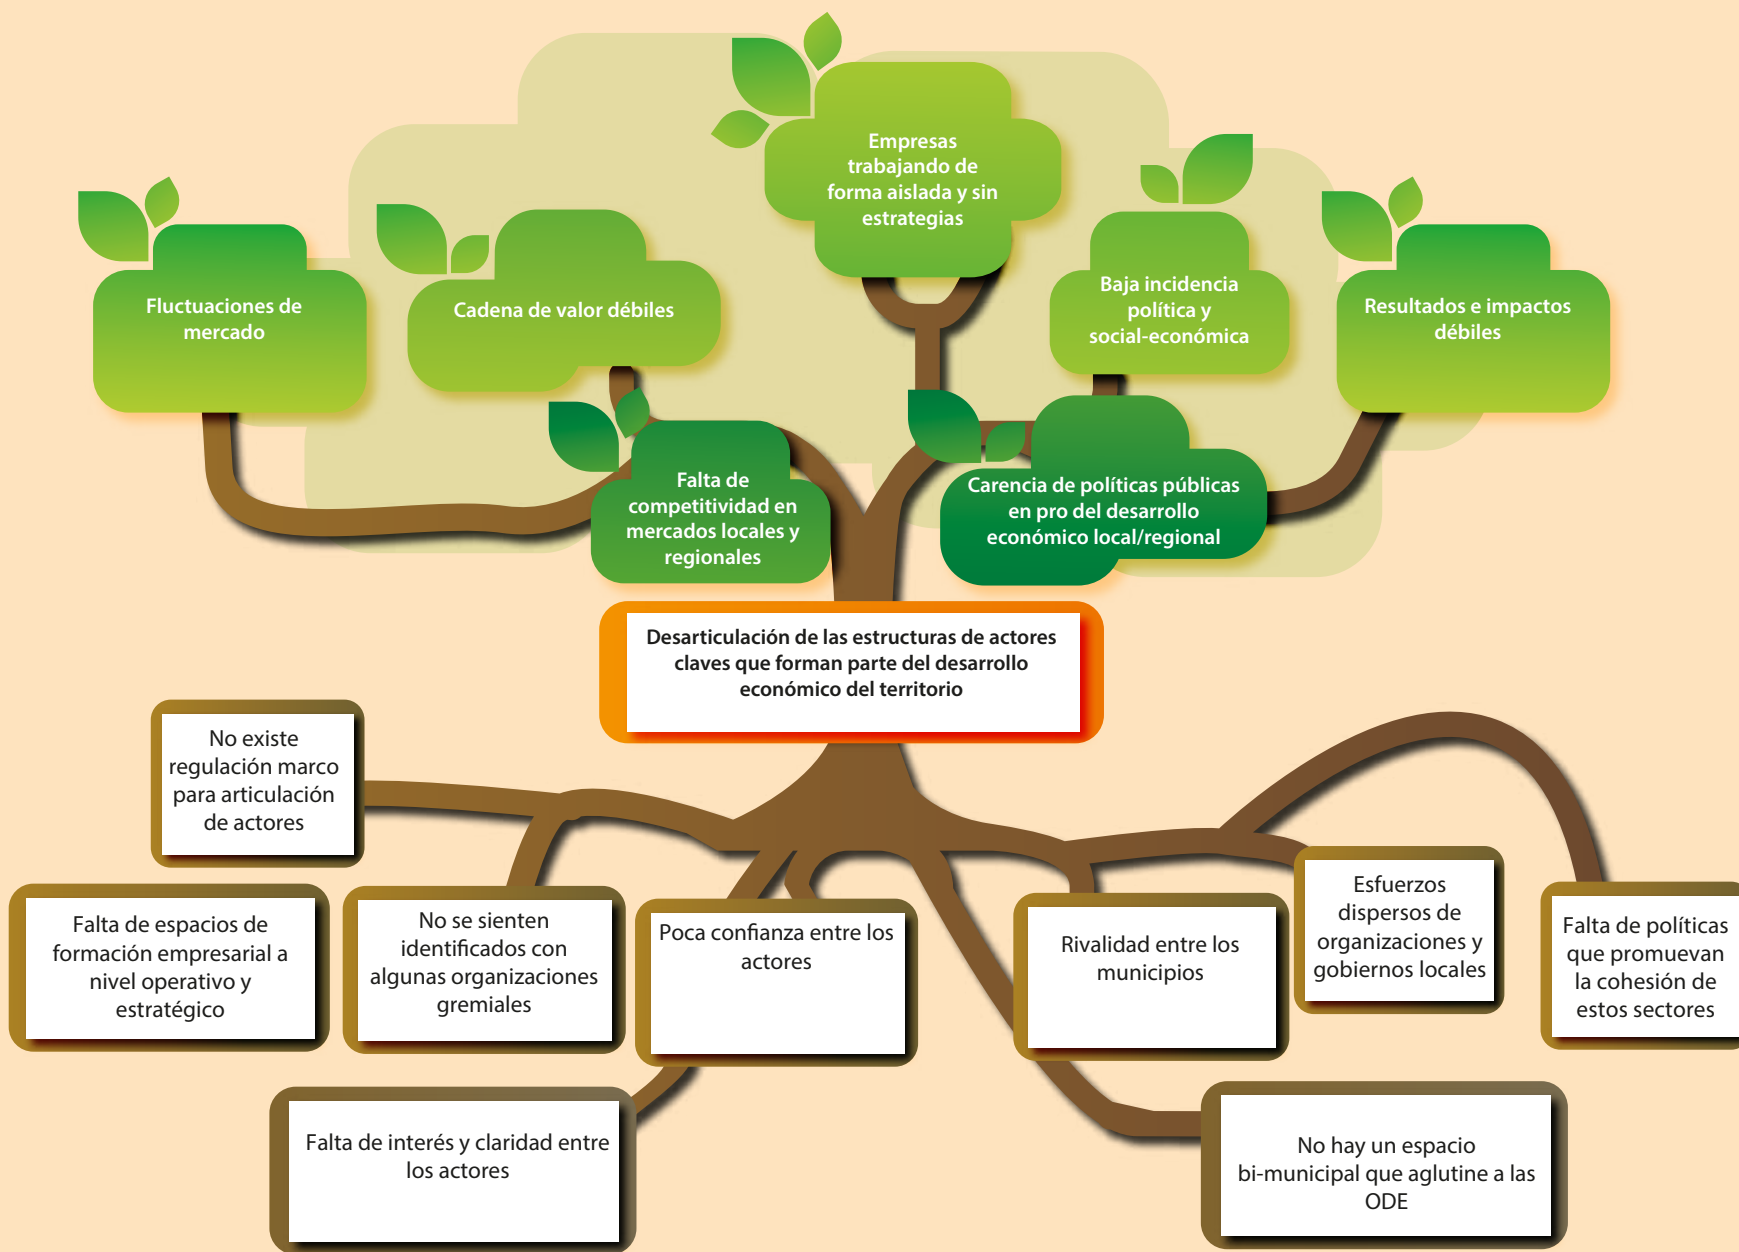 Empresas
trabajando de
forma aislada y sin
estrategias
Fluctuaciones de
mercado
Cadena de valor débiles
Baja incidencia
política y
social-económica
Resultados e impactos
débiles
Falta de
competitividad en
mercados locales y
regionales
Carencia de políticas públicas
en pro del desarrollo
económico local/regional
Desarticulación de las estructuras de actores
claves que forman parte del desarrollo
económico del territorio
No existe
regulación marco
para articulación
de actores
Falta de espacios de
formación empresarial a
nivel operativo y
estratégico
No se sienten
identificados con
algunas organizaciones
gremiales
Poca confianza entre los
actores
Rivalidad entre los
municipios
Esfuerzos
dispersos de
organizaciones y
gobiernos locales
Falta de políticas
que promuevan
la cohesión de
estos sectores
Falta de interés y claridad entre
los actores
No hay un espacio
bi-municipal que aglutine a las
ODE